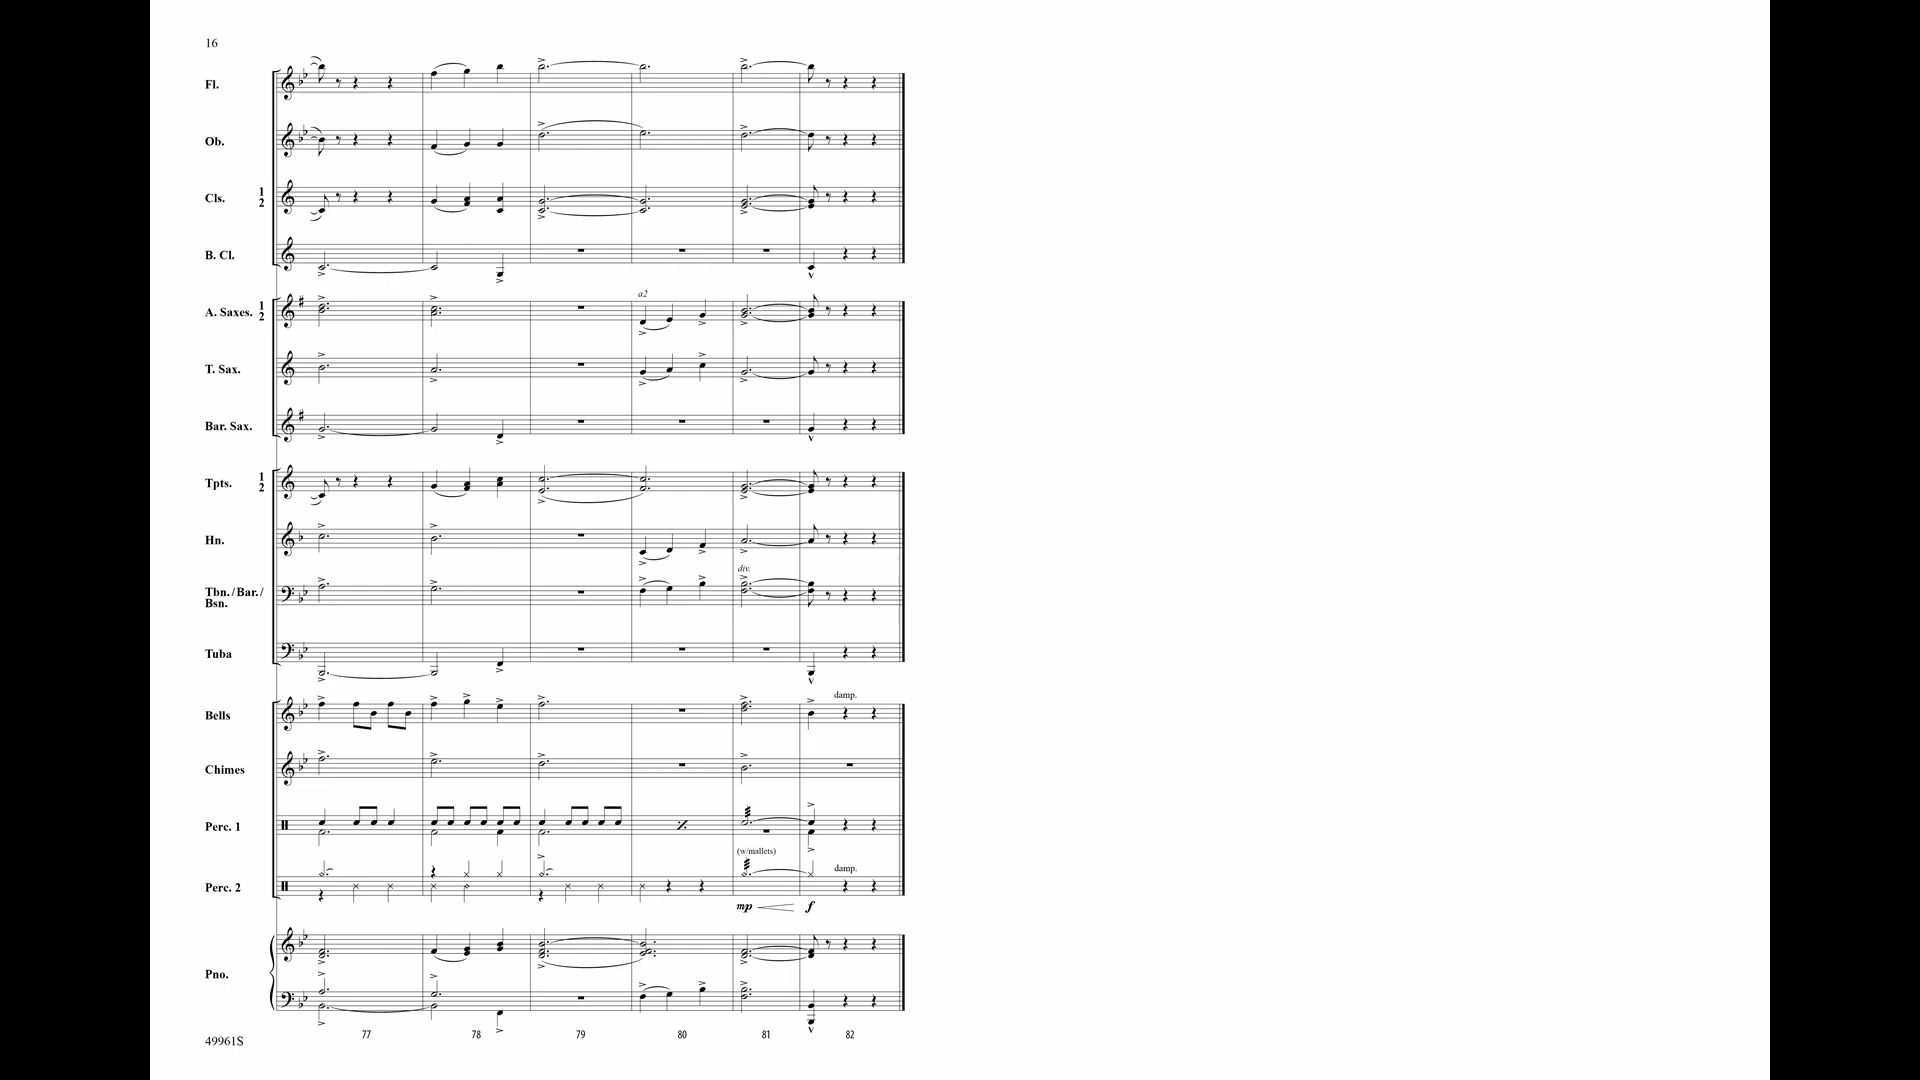 16
Fl.
Ob.
Cls. 1
2
B. Cl.
a2
A. Saxes. 1
2
T. Sax.
Bar. Sax.
Tpts. 1
2
Hn.
div.
Tbn./Bar./
Bsn.
Tuba
damp.
Bells
Chimes
Perc. 1
(w/mallets)
damp.
Perc. 2
mp f
Pno.
77 78 79 80 81 82
49961S